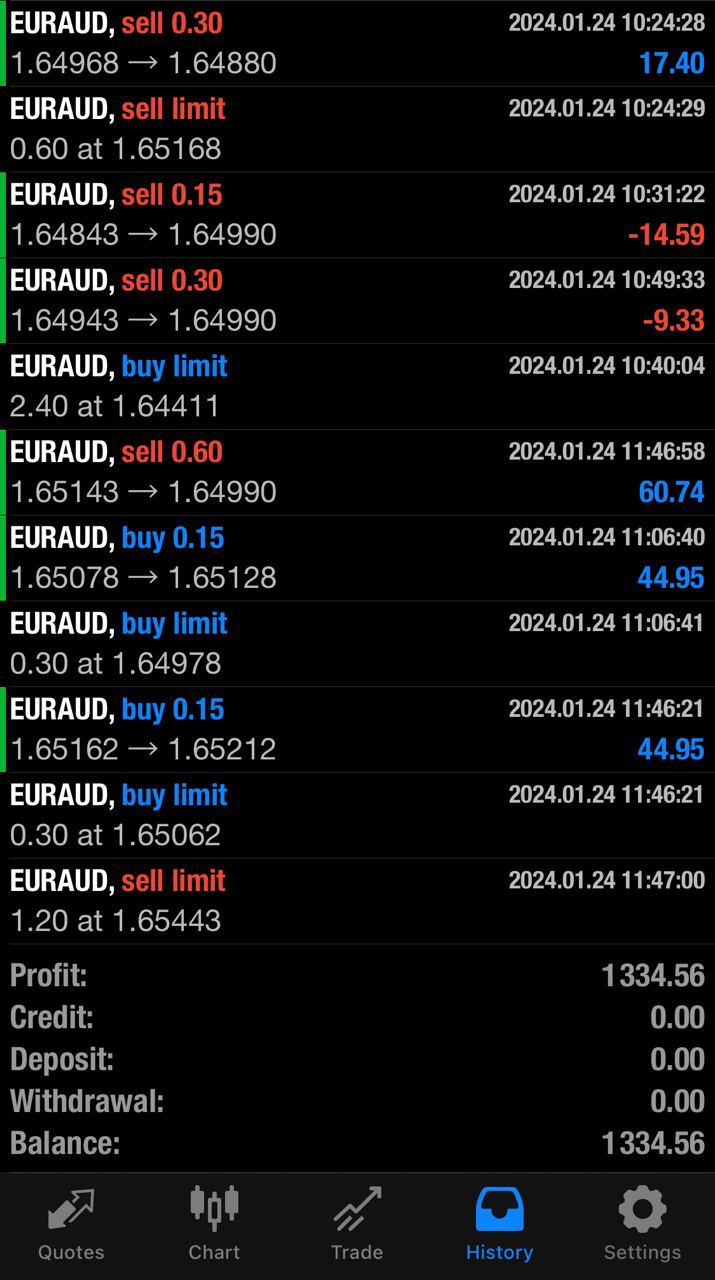 EURAUD, sell 0.30 2024.01.24 10:24:28
1.64968 → 1.64880 17.40
EURAUD, sell limit 2024.01.24 10:24:29
0.60 at 1.65168
EURAUD, sell 0.15 2024.01.24 10:31:22
1.64843 → 1.64990 -14.59
EURAUD, sell 0.30 2024.01.24 10:49:33
1.64943 → 1.64990 -9.33
EURAUD, buy limit 2024.01.24 10:40:04
2.40 at 1.64411
EURAUD, sell 0.60 2024.01.24 11:46:58
1.65143 → 1.64990 60.74
EURAUD, buy 0.15 2024.01.24 11:06:40
1.65078 → 1.65128 44.95
EURAUD, buy limit 2024.01.24 11:06:41
0.30 at 1.64978
EURAUD, buy 0.15 2024.01.24 11:46:21
1.65162 → 1.65212 44.95
EURAUD, buy limit 2024.01.24 11:46:21
0.30 at 1.65062
EURAUD, sell limit 2024.01.24 11:47:00
1.20 at 1.65443
Profit: 1 334.56
Credit: 0.00
Deposit: 0.00
Withdrawal: 0.00
Balance: 1 334.56
Quotes Chart Trade History Settings